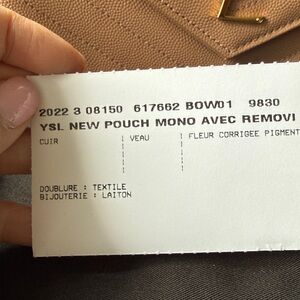 2022 3 08150 617662 BOW01 9830
YSL NEW POUCH MONO AVEC REMOVI
CUIR VEAU FLEUR CORRIGEE PIGMENT
DOUBLURE : TEXTILE
BIJOUTERIE : LAITON